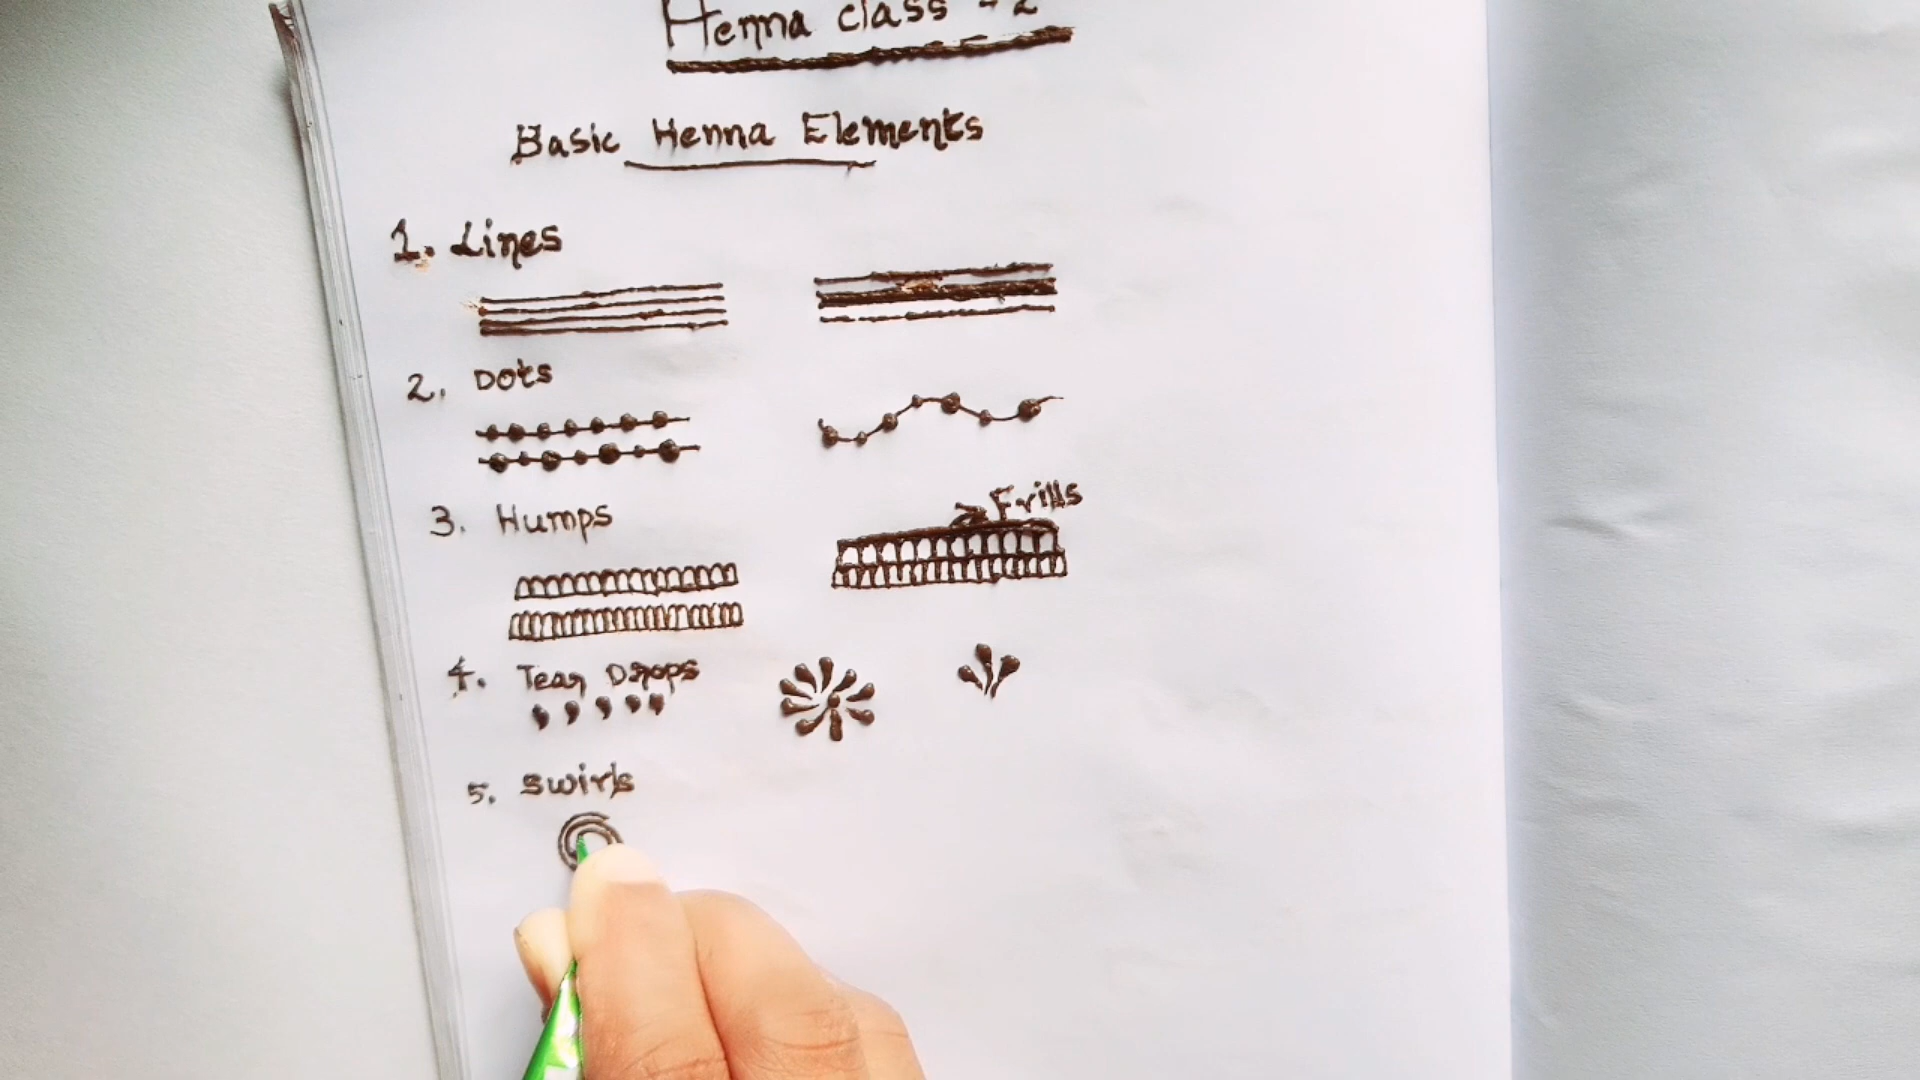 Henna class - 2
Basic Henna Elements
1. Lines
2. Dots
3. Humps
Frills
4. Tear Drops
5. Swirls